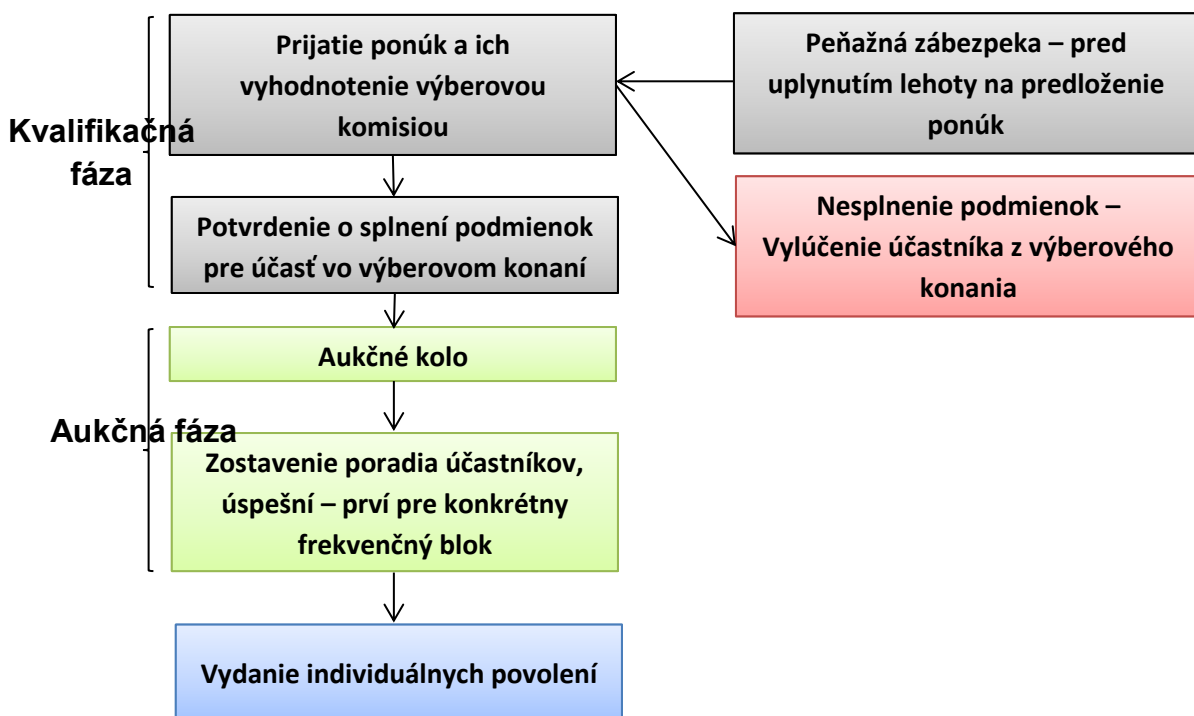 Kvalifikačná
fáza
Prijatie ponúk a ich
vyhodnotenie výberovou
komisiou
Peňažná zábezpeka – pred
uplynutím lehoty na predloženie
ponúk
Potvrdenie o splnení podmienok
pre účasť vo výberovom konaní
Nesplnenie podmienok –
Vylúčenie účastníka z výberového
konania
Aukčná fáza
Aukčné kolo
Zostavenie poradia účastníkov,
úspešní – prví pre konkrétny
frekvenčný blok
Vydanie individuálnych povolení